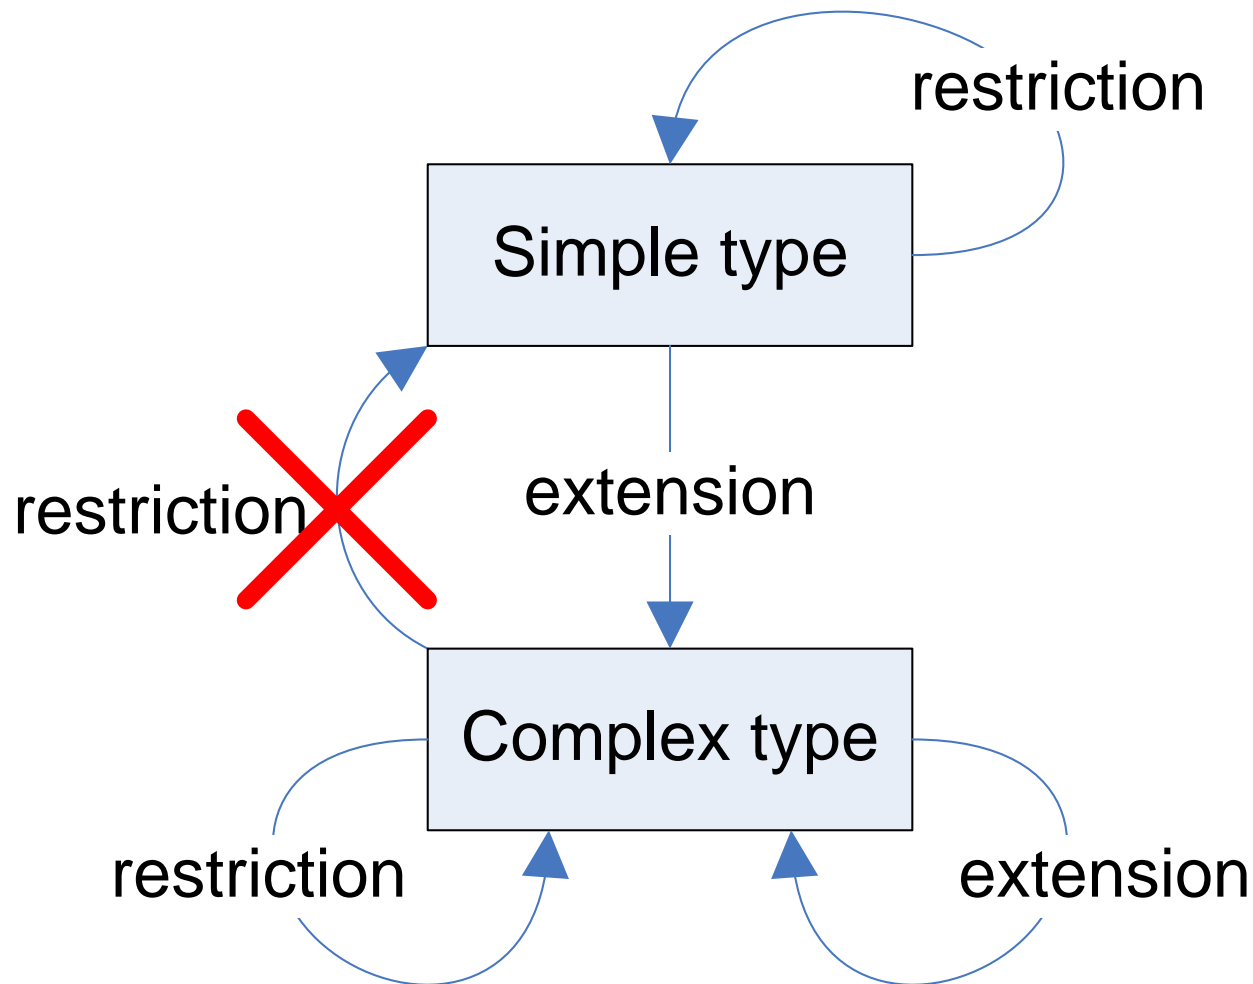 restriction
Simple type
extension
restriction
Complex type
restriction
extension